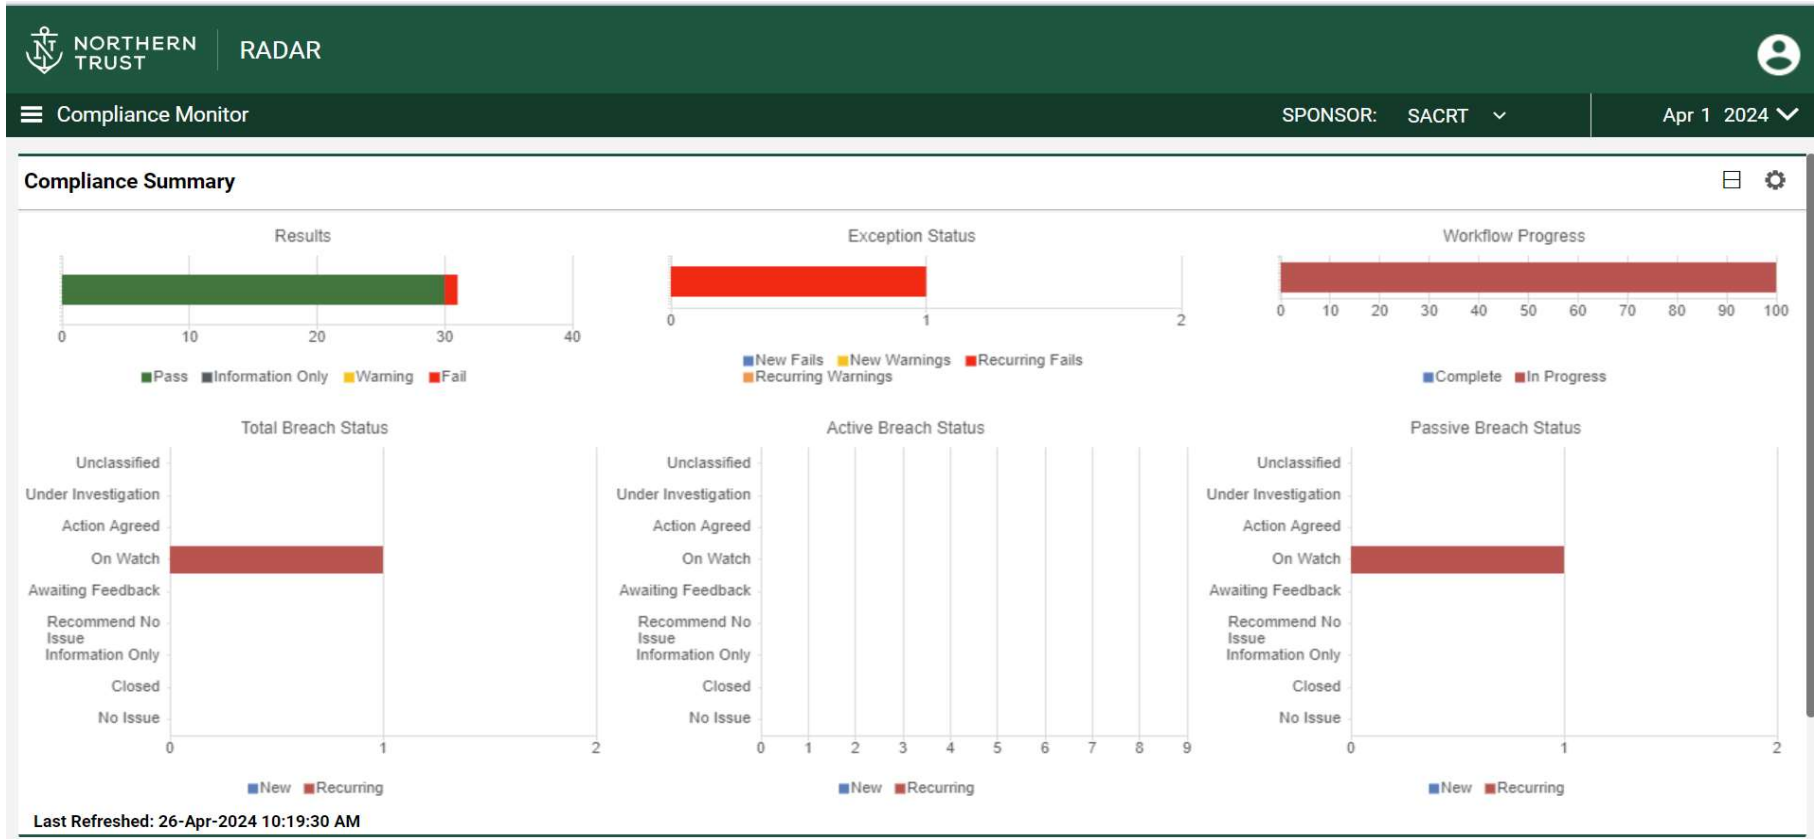 NORTHERN
TRUST
RADAR
Compliance Monitor
SPONSOR: SACRT
Apr 1 2024
Compliance Summary
Results
0 10 20 30 40
Pass Information Only Warning Fail
Exception Status
0 1 2
New Fails New Warnings Recurring Fails
Recurring Warnings
Workflow Progress
0 10 20 30 40 50 60 70 80 90 100
Complete In Progress
Total Breach Status
Unclassified
Under Investigation
Action Agreed
On Watch
Awaiting Feedback
Recommend No
Issue
Information Only
Closed
No Issue
0 1 2
New Recurring
Active Breach Status
Unclassified
Under Investigation
Action Agreed
On Watch
Awaiting Feedback
Recommend No
Issue
Information Only
Closed
No Issue
0 1 2 3 4 5 6 7 8 9
New Recurring
Passive Breach Status
Unclassified
Under Investigation
Action Agreed
On Watch
Awaiting Feedback
Recommend No
Issue
Information Only
Closed
No Issue
0 1 2
New Recurring
Last Refreshed: 26-Apr-2024 10:19:30 AM